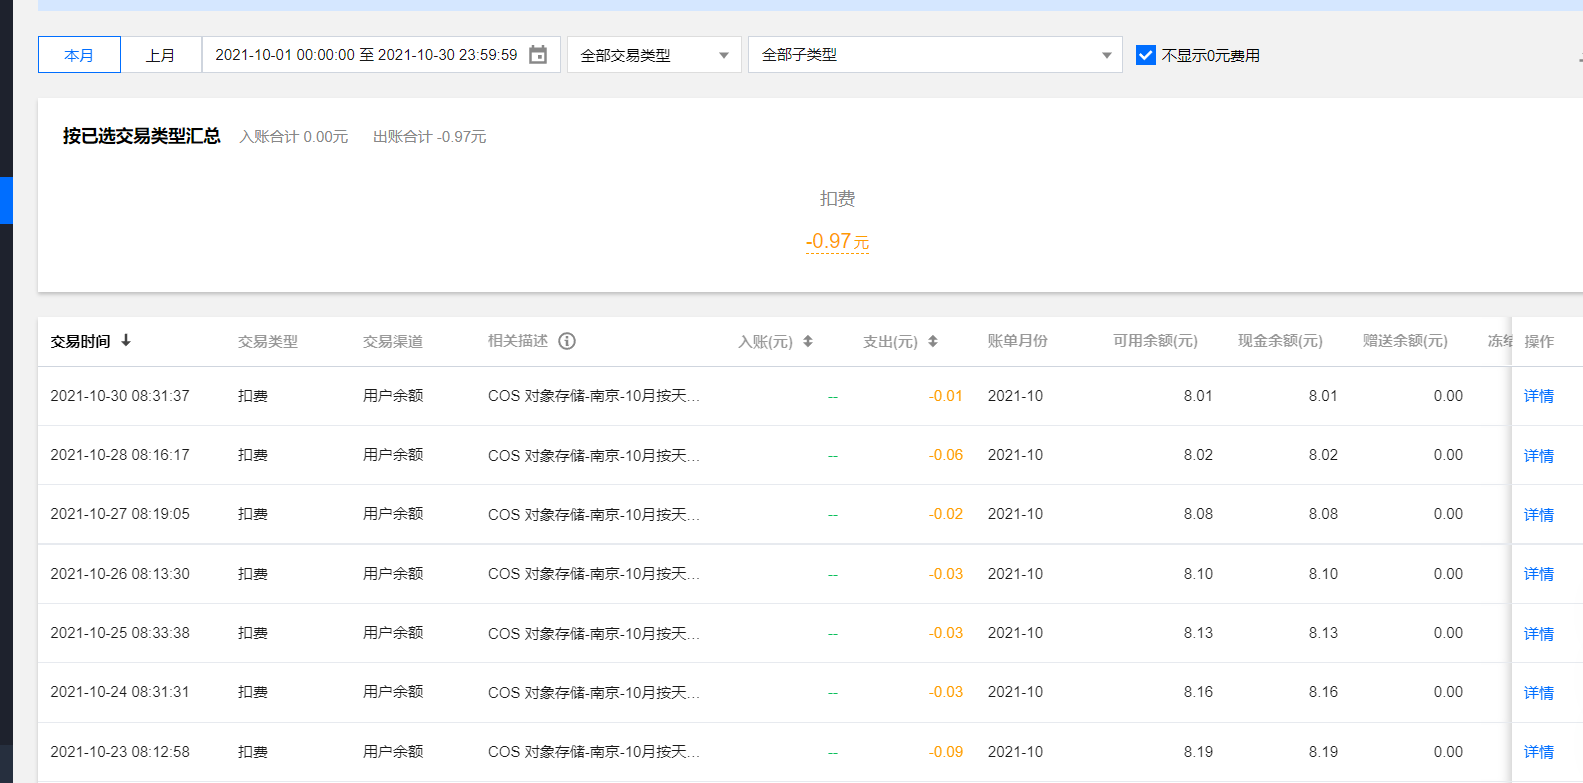 本月 上月 2021-10-01 00:00:00 至 2021-10-30 23:59:59 全部交易类型 全部子类型 不显示0元费用
按已选交易类型汇总 入账合计 0.00元 出账合计 -0.97元
扣费
-0.97元
交易时间 交易类型 交易渠道 相关描述 入账(元) 支出(元) 账单月份 可用余额(元) 现金余额(元) 赠送余额(元) 冻结 操作
2021-10-30 08:31:37 扣费 用户余额 COS 对象存储-南京-10月按天... -- -0.01 2021-10 8.01 8.01 0.00 详情
2021-10-28 08:16:17 扣费 用户余额 COS 对象存储-南京-10月按天... -- -0.06 2021-10 8.02 8.02 0.00 详情
2021-10-27 08:19:05 扣费 用户余额 COS 对象存储-南京-10月按天... -- -0.02 2021-10 8.08 8.08 0.00 详情
2021-10-26 08:13:30 扣费 用户余额 COS 对象存储-南京-10月按天... -- -0.03 2021-10 8.10 8.10 0.00 详情
2021-10-25 08:33:38 扣费 用户余额 COS 对象存储-南京-10月按天... -- -0.03 2021-10 8.13 8.13 0.00 详情
2021-10-24 08:31:31 扣费 用户余额 COS 对象存储-南京-10月按天... -- -0.03 2021-10 8.16 8.16 0.00 详情
2021-10-23 08:12:58 扣费 用户余额 COS 对象存储-南京-10月按天... -- -0.09 2021-10 8.19 8.19 0.00 详情